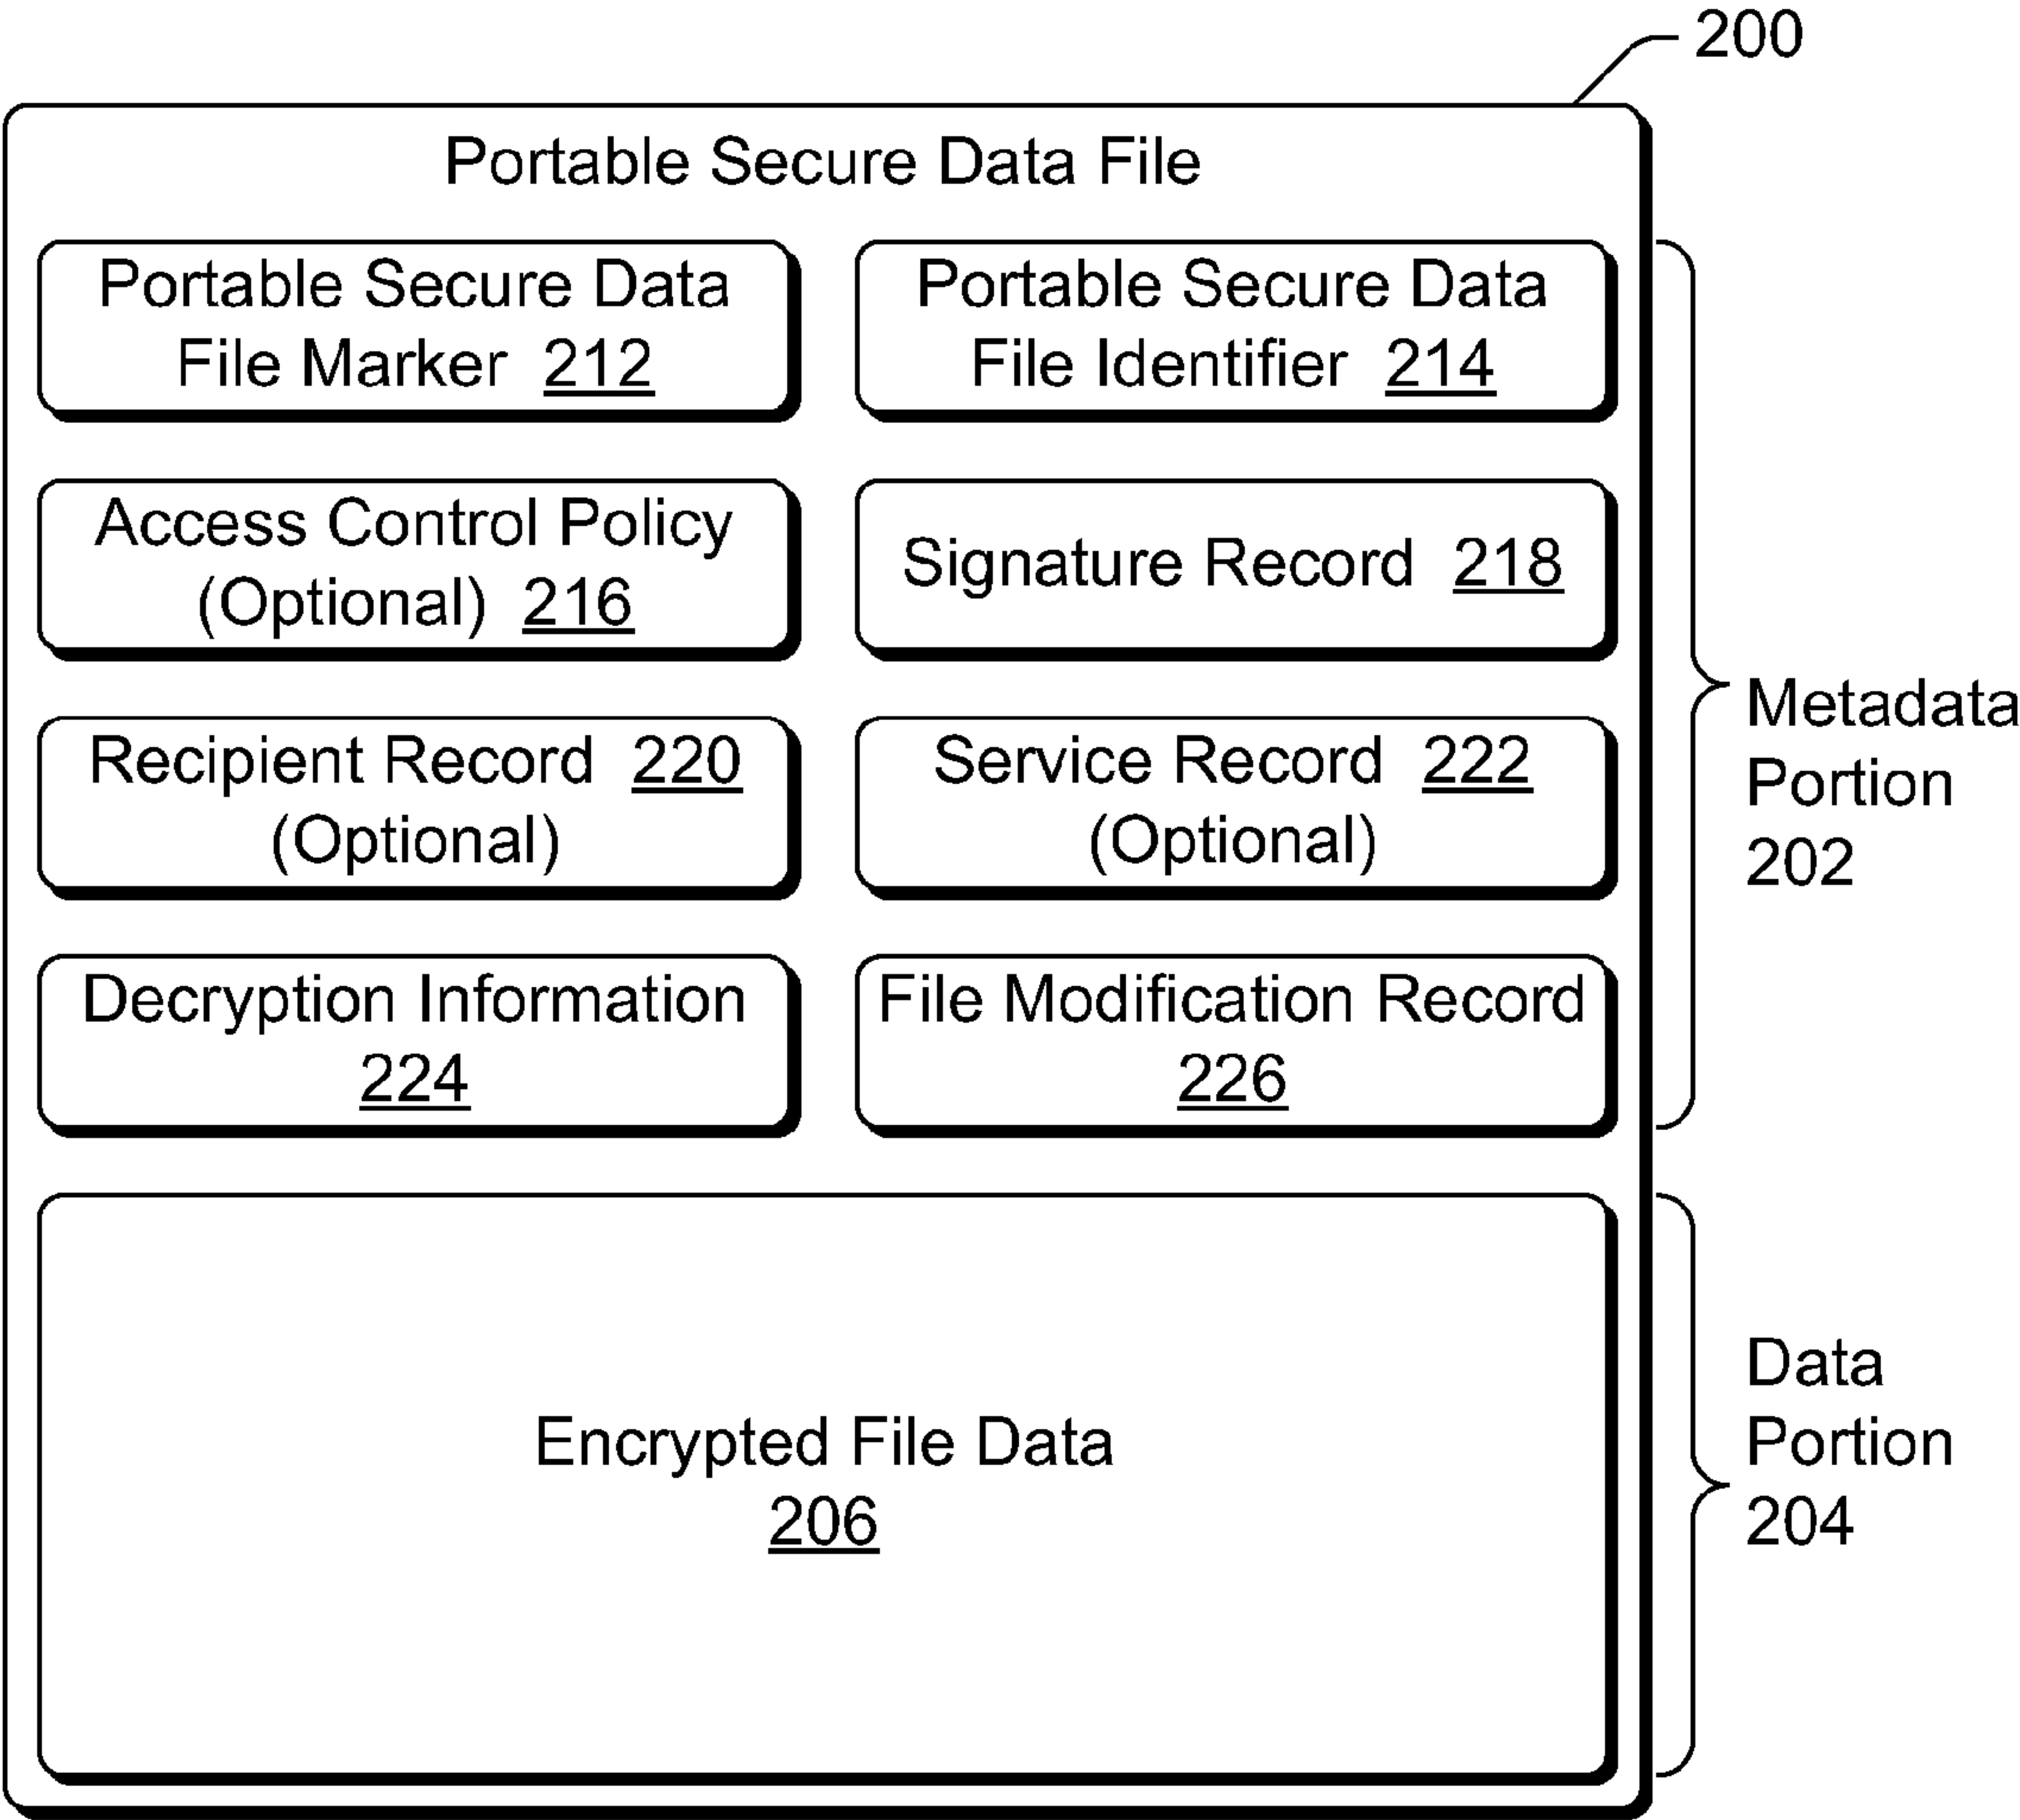 200
Portable Secure Data File
Portable Secure Data
File Marker 212
Portable Secure Data
File Identifier 214
Access Control Policy
(Optional) 216
Signature Record 218
Recipient Record 220
(Optional)
Service Record 222
(Optional)
Decryption Information
224
File Modification Record
226
Metadata
Portion
202
Encrypted File Data
206
Data
Portion
204